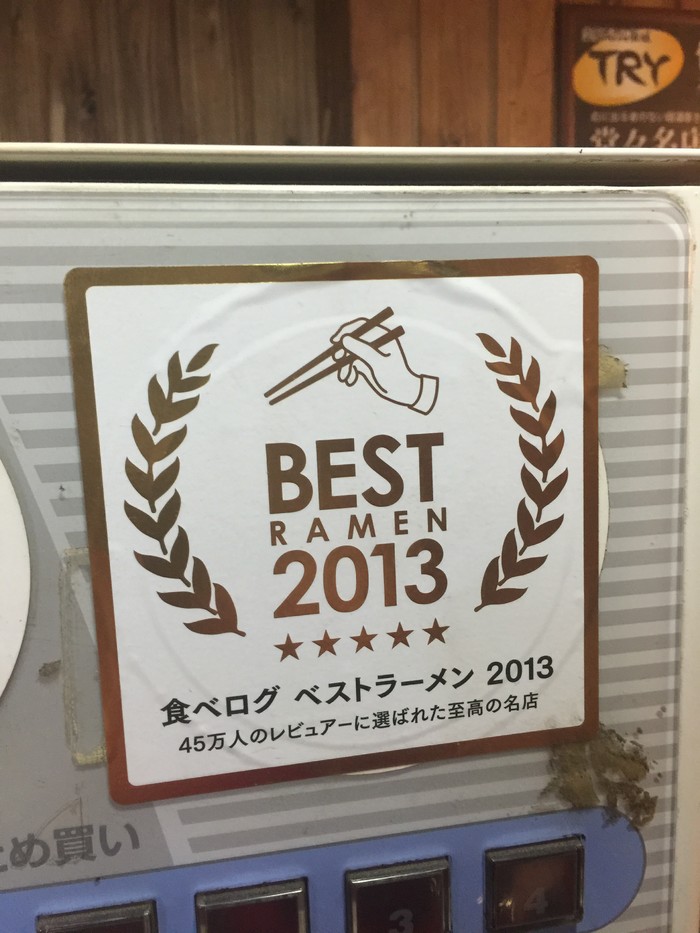 TRY
BEST
RAMEN
2013
食べログ ベストラーメン 2013
45万人のレビュアーに選ばれた至高の名店
とめ買い
3
4